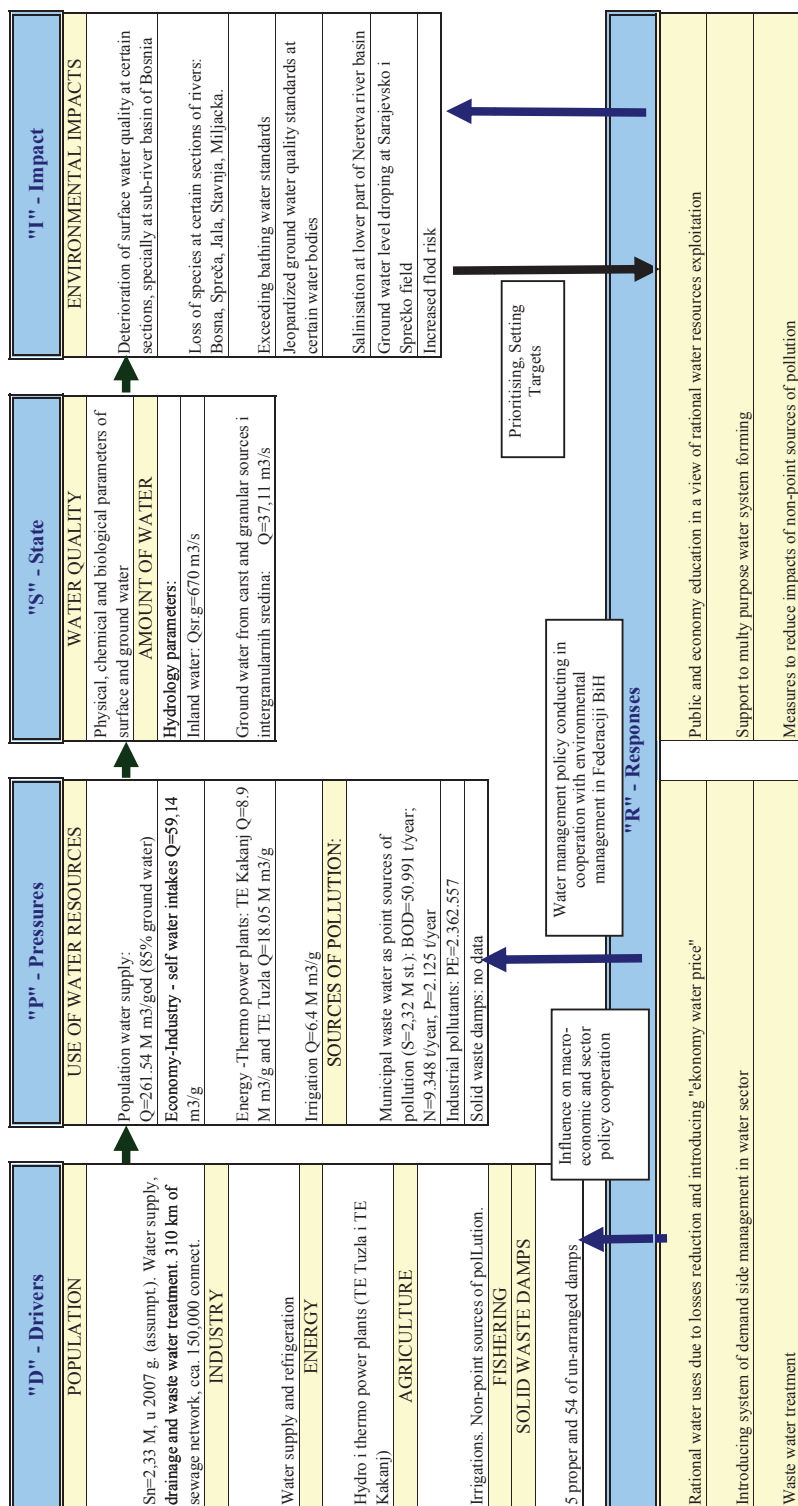 "D" - Drivers
POPULATION
Sn=2,33 M, u 2007 g. (assumpt.). Water supply,
drainage and waste water treatment. 310 km of
sewage network, cca. 150,000 connect.
INDUSTRY
Water supply and refrigeration
ENERGY
Hydro i thermo power plants (TE Tuzla i TE
Kakanj)
AGRICULTURE
Irrigations. Non-point sources of polLution.
FISHERING
SOLID WASTE DAMPS
5 proper and 54 of un-arranged damps
"P" - Pressures
USE OF WATER RESOURCES
Population water supply:
Q=261.54 M m3/god (85% ground water)
Economy-Industry - self water intakes Q=59,14
m3/g
Energy -Thermo power plants: TE Kakanj Q=8.9
M m3/g and TE Tuzla Q=18.05 M m3/g
Irrigation Q=6.4 M m3/g
SOURCES OF POLLUTION:
Municipal waste water as point sources of
pollution (S=2,32 M st.): BOD=50.991 t/year;
N=9.348 t/year, P=2.125 t/year
Industrial pollutants: PE=2.362.557
Solid waste damps: no data
"S" - State
WATER QUALITY
Physical, chemical and biological parameters of
surface and ground water
AMOUNT OF WATER
Hydrology parameters:
Inland water: Qsr.g=670 m3/s
Ground water from carst and granular sources i
intergranularnih sredina: Q=37,11 m3/s
"I" - Impact
ENVIRONMENTAL IMPACTS
Deterioration of surface water quality at certain
sections, specially at sub-river basin of Bosnia
Loss of species at certain sections of rivers:
Bosna, Spreča, Jala, Stavnja, Miljacka.
Exceeding bathing water standards
Jeopardized ground water quality standards at
certain water bodies
Salinisation at lower part of Neretva river basin
Ground water level droping at Sarajevsko i
Sprečko field
Increased flod risk
Influence on macro-
economic and sector
policy cooperation
Water management policy conducting in
cooperation with environmental
management in Federaciji BiH
Prioritising, Setting
Targets
"R" - Responses
Rational water uses due to losses reduction and introducing "ekonomy water price"
Introducing system of demand side management in water sector
Waste water treatment
Public and economy education in a view of rational water resources exploitation
Support to multy purpose water system forming
Measures to reduce impacts of non-point sources of pollution